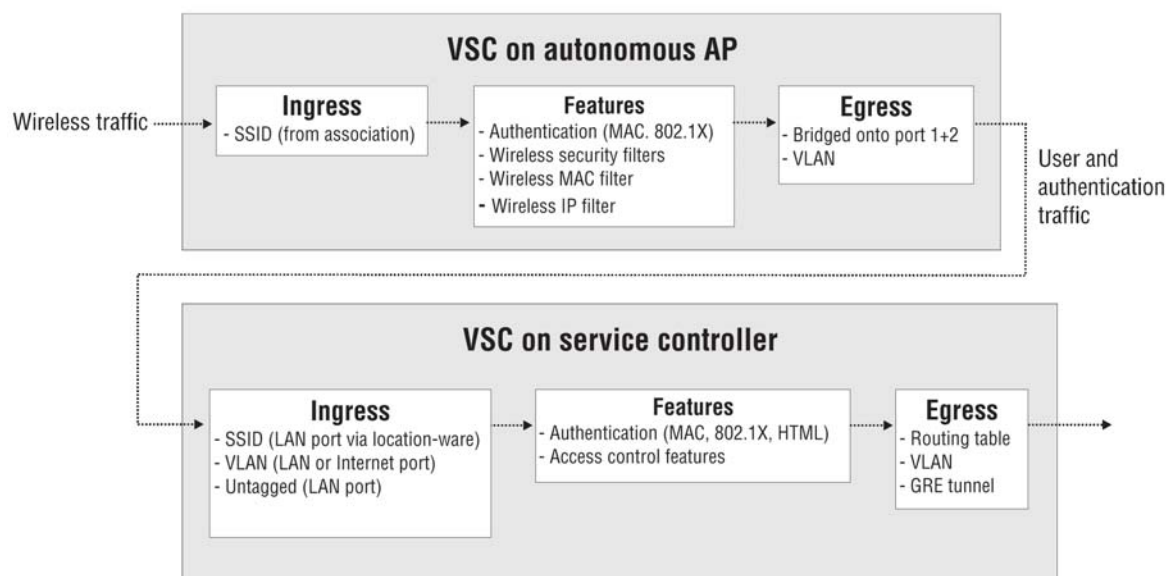 VSC on autonomous AP
Wireless traffic
Ingress
- SSID (from association)
Features
- Authentication (MAC. 802.1X)
- Wireless security filters
- Wireless MAC filter
- Wireless IP filter
Egress
- Bridged onto port 1+2
- VLAN
User and
authentication
traffic
VSC on service controller
Ingress
- SSID (LAN port via location-ware)
- VLAN (LAN or Internet port)
- Untagged (LAN port)
Features
- Authentication (MAC, 802.1X, HTML)
- Access control features
Egress
- Routing table
- VLAN
- GRE tunnel